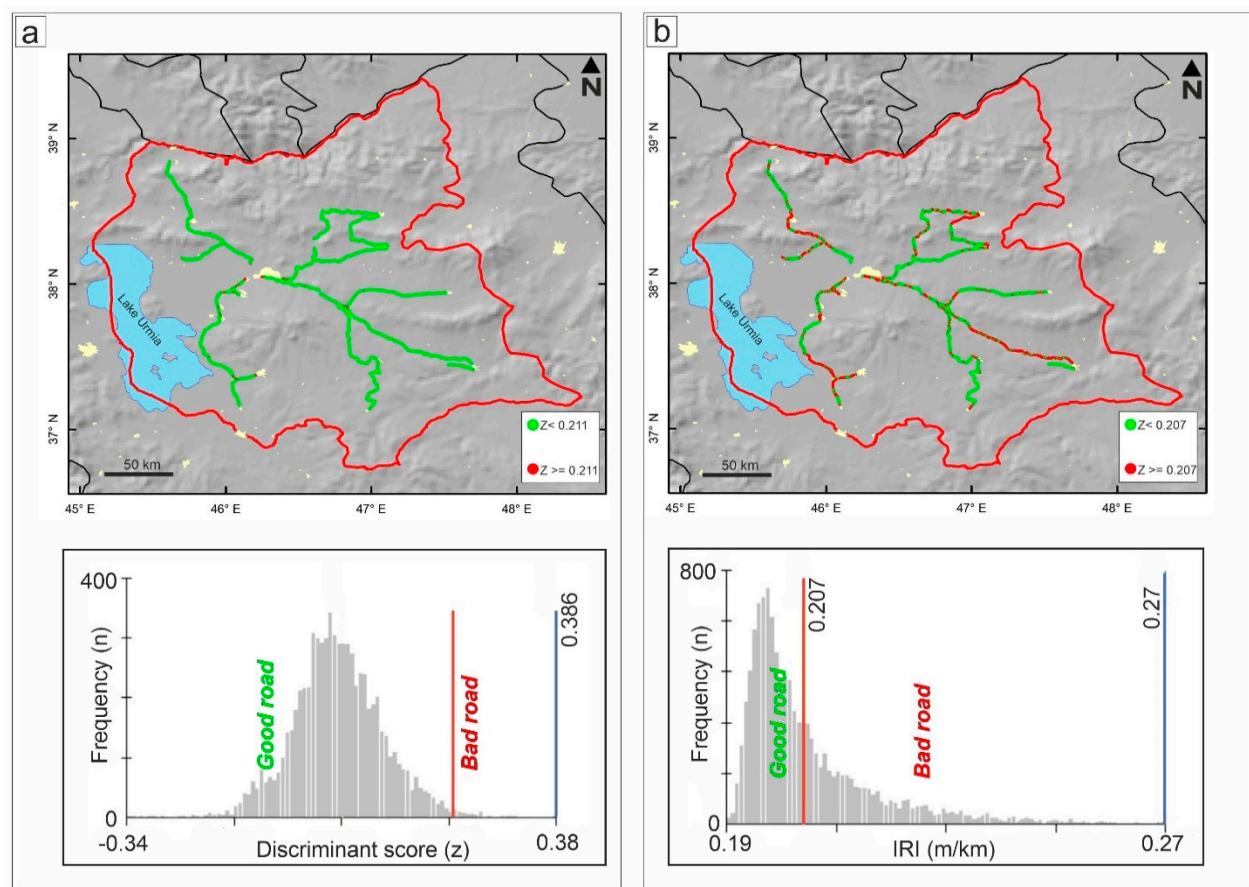 a
N
39° N
38° N
37° N
Lake Urmia
Z< 0.211
Z >= 0.211
50 km
45° E
46° E
47° E
48° E
400
Frequency (n)
0
Good road
Bad road
0.386
-0.34
Discriminant score (z)
0.38
b
N
39° N
38° N
37° N
Lake Urmia
Z< 0.207
Z >= 0.207
50 km
45° E
46° E
47° E
48° E
800
Frequency (n)
0
Good road
0.207
Bad road
0.27
0.19
IRI (m/km)
0.27